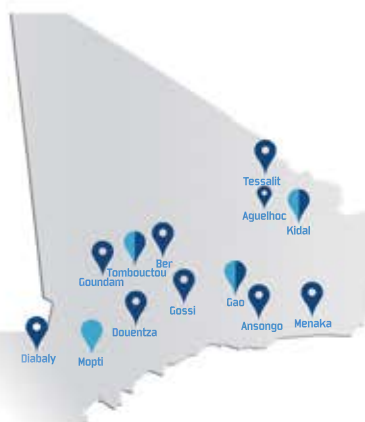 Tessalit
Aguelhoc
Kidal
Ber
Tombouctou
Goundam
Gao
Gossi
Ansongo
Menaka
Douentza
Diabaly
Mopti